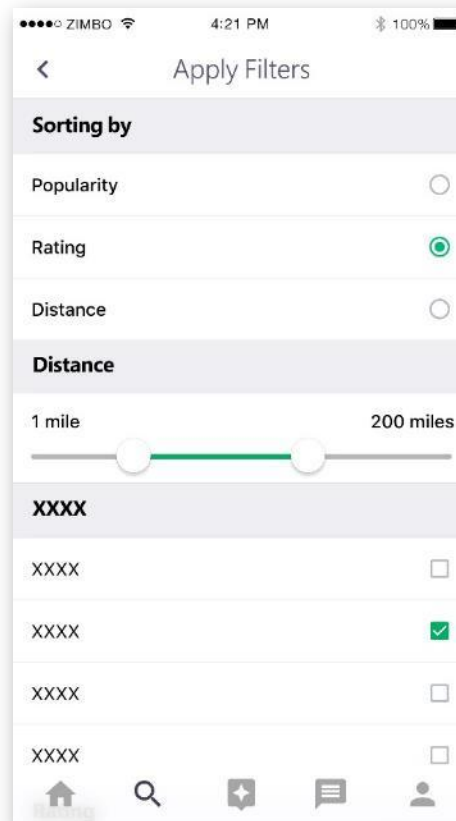 ZIMBO 4:21 PM 100%
Apply Filters
Sorting by
Popularity
Rating
Distance
Distance
1 mile 200 miles
XXXX
XXXX
XXXX
XXXX
XXXX
Rating